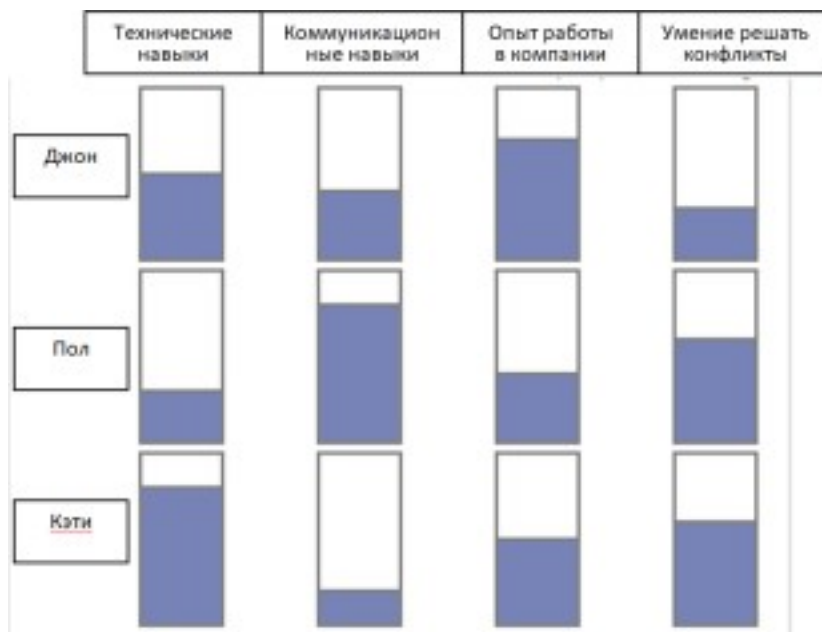 Технические
навыки
Коммуникацион
ные навыки
Опыт работы
в компании
Умение решать
конфликты
Джон
Пол
Кэти